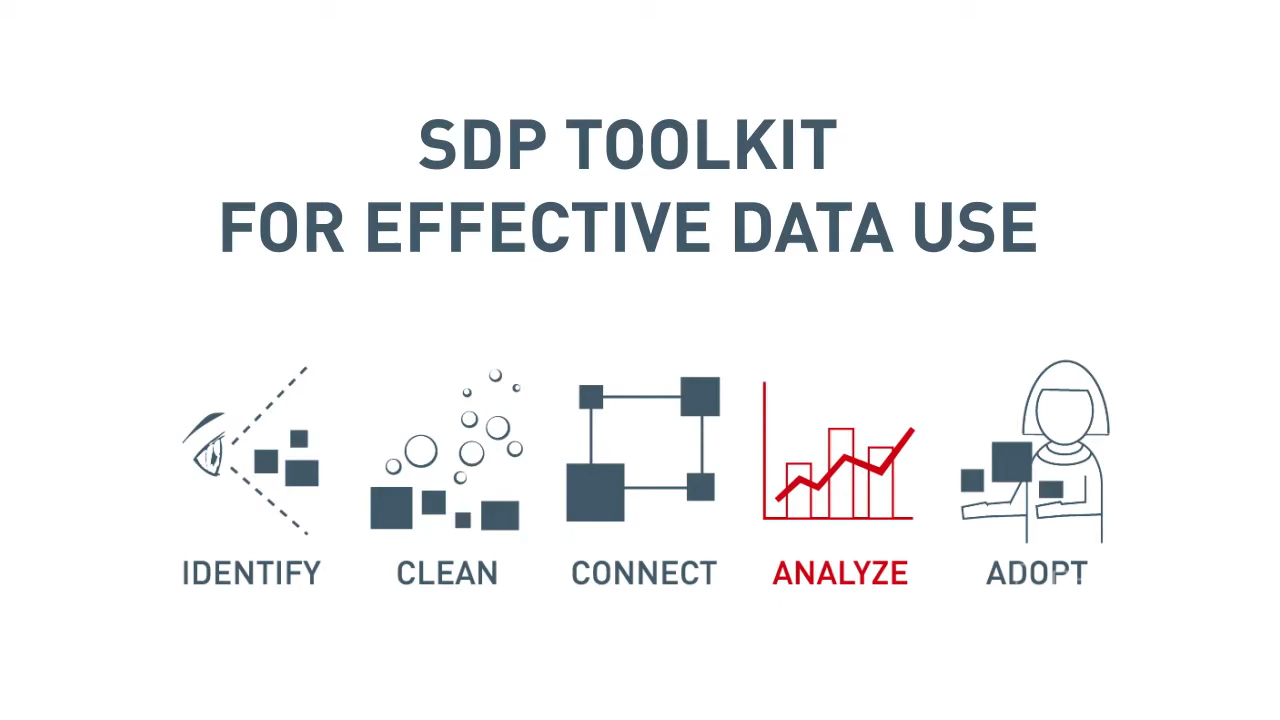 SDP TOOLKIT
FOR EFFECTIVE DATA USE
IDENTIFY
CLEAN
CONNECT
ANALYZE
ADOPT